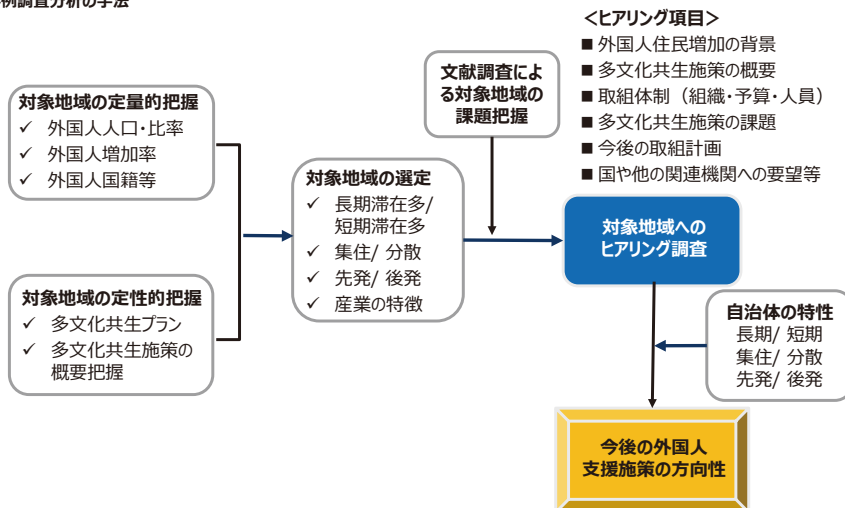 例調査分析の手法
対象地域の定量的把握
✓ 外国人人口・比率
✓ 外国人増加率
✓ 外国人国籍等
対象地域の定性的把握
✓ 多文化共生プラン
✓ 多文化共生施策の
概要把握
対象地域の選定
✓ 長期滞在多/
短期滞在多
✓ 集住/ 分散
✓ 先発/ 後発
✓ 産業の特徴
文献調査によ
る対象地域の
課題把握
<ヒアリング項目>
■ 外国人住民増加の背景
■ 多文化共生施策の概要
■ 取組体制（組織・予算・人員）
■ 多文化共生施策の課題
■ 今後の取組計画
■ 国や他の関連機関への要望等
対象地域への
ヒアリング調査
自治体の特性
長期/ 短期
集住/ 分散
先発/ 後発
今後の外国人
支援施策の方向性